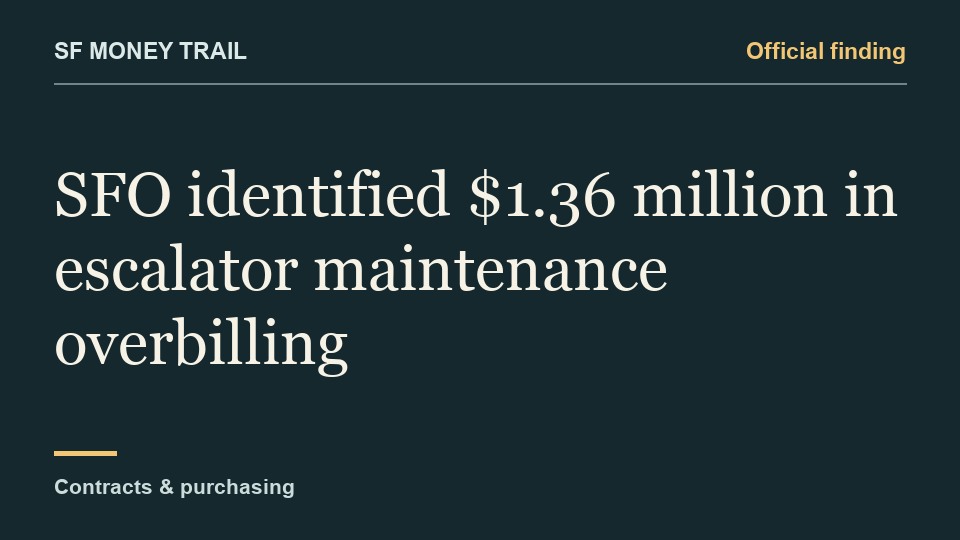 SF MONEY TRAIL
Official finding
SFO identified $1.36 million in
escalator maintenance
overbilling
Contracts & purchasing